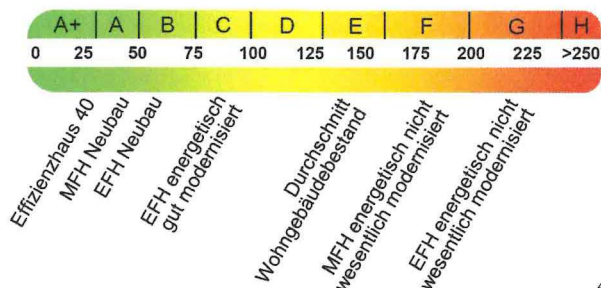 A+ A B C D E F G H
0 25 50 75 100 125 150 175 200 225 >250
Effizienzhaus 40
MFH Neubau
EFH Neubau
EFH energetisch
gut modernisiert
Durchschnitt
Wohngebäudebestand
MFH energetisch nicht
wesentlich modernisiert
EFH energetisch nicht
wesentlich modernisiert